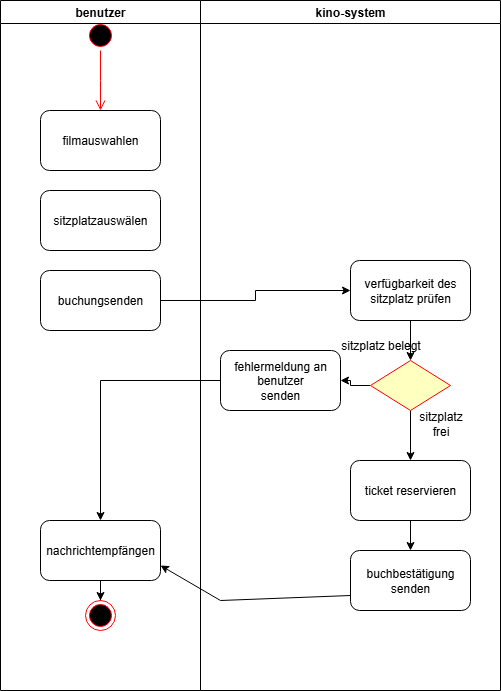 benutzer
kino-system
filmauswahlen
sitzplatzauswälen
buchungsenden
verfügbarkeit des
sitzplatz prüfen
sitzplatz belegt
fehlermeldung an
benutzer
senden
sitzplatz
frei
ticket reservieren
nachrichtempfängen
buchbestätigung
senden